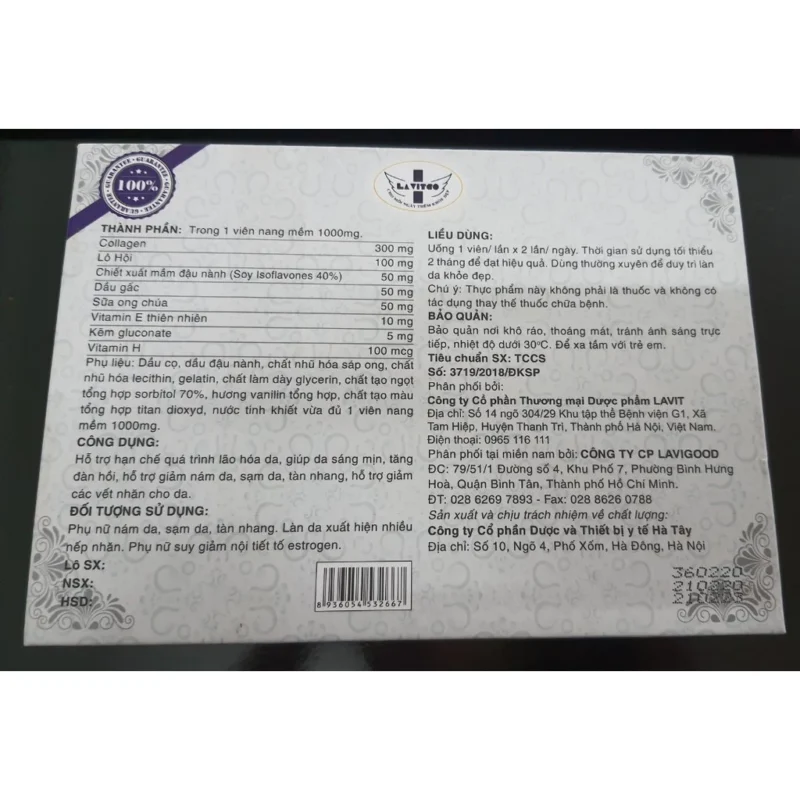 GUARANTEE
100%
GUARANTEE
LAVITCO
THÀNH PHẦN: Trong 1 viên nang mềm 1000mg.
Collagen 300 mg
Lô Hội 100 mg
Chiết xuất mầm đậu nành (Soy Isoflavones 40%) 50 mg
Dầu gấc 50 mg
Sữa ong chúa 50 mg
Vitamin E thiên nhiên 10 mg
Kẽm gluconate 5 mg
Vitamin H 100 mcg
Phụ liệu: Dầu cọ, dầu đậu nành, chất nhũ hóa sáp ong, chất
nhũ hóa lecithin, gelatin, chất làm dày glycerin, chất tạo ngọt
tổng hợp sorbitol 70%, hương vanilin tổng hợp, chất tạo màu
tổng hợp titan dioxyd, nước tinh khiết vừa đủ 1 viên nang
mềm 1000mg.
CÔNG DỤNG:
Hỗ trợ hạn chế quá trình lão hóa da, giúp da sáng mịn, tăng
đàn hồi, hỗ trợ giảm nám da, sạm da, tàn nhang, hỗ trợ giảm
các vết nhăn cho da.
ĐỐI TƯỢNG SỬ DỤNG:
Phụ nữ nám da, sạm da, tàn nhang. Làn da xuất hiện nhiều
nếp nhăn. Phụ nữ suy giảm nội tiết tố estrogen.
Lô SX:
NSX:
HSD:
8936054532667
LIỀU DÙNG:
Uống 1 viên/ lần x 2 lần/ ngày. Thời gian sử dụng tối thiểu
2 tháng để đạt hiệu quả. Dùng thường xuyên để duy trì làn
da khỏe đẹp.
Chú ý: Thực phẩm này không phải là thuốc và không có
tác dụng thay thế thuốc chữa bệnh.
BẢO QUẢN:
Bảo quản nơi khô ráo, thoáng mát, tránh ánh sáng trực
tiếp, nhiệt độ dưới 30°C. Để xa tầm với trẻ em.
Tiêu chuẩn SX: TCCS
Số: 3719/2018/ĐKSP
Phân phối bởi:
Công ty Cổ phần Thương mại Dược phẩm LAVIT
Địa chỉ: Số 14 ngõ 304/29 Khu tập thể Bệnh viện G1, Xã
Tam Hiệp, Huyện Thanh Trì, Thành phố Hà Nội, Việt Nam.
Điện thoại: 0965 116 111
Phân phối tại miền nam bởi: CÔNG TY CP LAVIGOOD
ĐC: 79/51/1 Đường số 4, Khu Phố 7, Phường Bình Hưng
Hoà, Quận Bình Tân, Thành phố Hồ Chí Minh.
ĐT: 028 6269 7893 - Fax: 028 8626 0788
Sản xuất và chịu trách nhiệm về chất lượng:
Công ty Cổ phần Dược và Thiết bị y tế Hà Tây
Địa chỉ: Số 10, Ngõ 4, Phố Xốm, Hà Đông, Hà Nội
360220